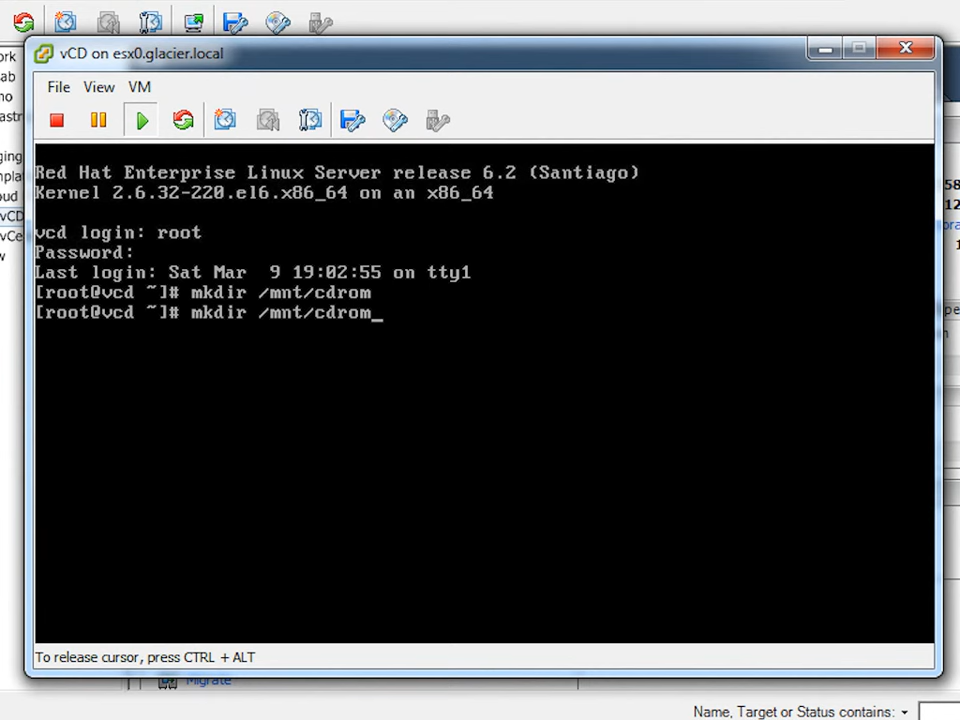 vCD on esx0.glacier.local
File View VM
Red Hat Enterprise Linux Server release 6.2 (Santiago)
Kernel 2.6.32-220.el6.x86_64 on an x86_64
vcd login: root
Password:
Last login: Sat Mar  9 19:02:55 on tty1
[root@vcd ~]# mkdir /mnt/cdrom
[root@vcd ~]# mkdir /mnt/cdrom_
To release cursor, press CTRL + ALT
Migrate
Name, Target or Status contains: